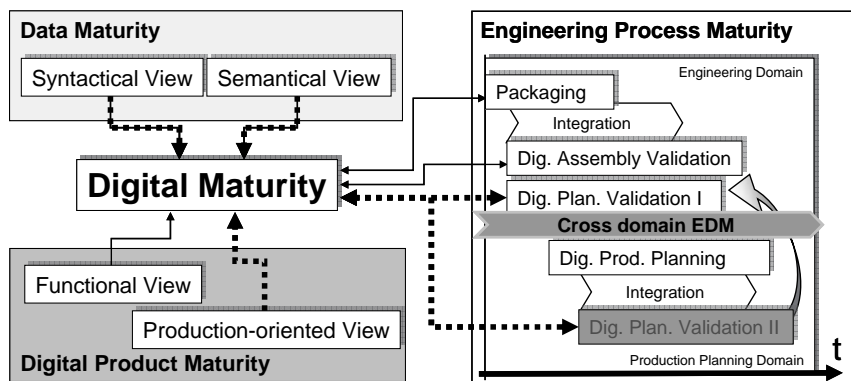 Data Maturity
Syntactical View
Semantical View
Digital Maturity
Functional View
Production-oriented View
Digital Product Maturity
Engineering Process Maturity
Engineering Domain
Packaging
Integration
Dig. Assembly Validation
Dig. Plan. Validation I
Cross domain EDM
Dig. Prod. Planning
Integration
Dig. Plan. Validation II
Production Planning Domain
t